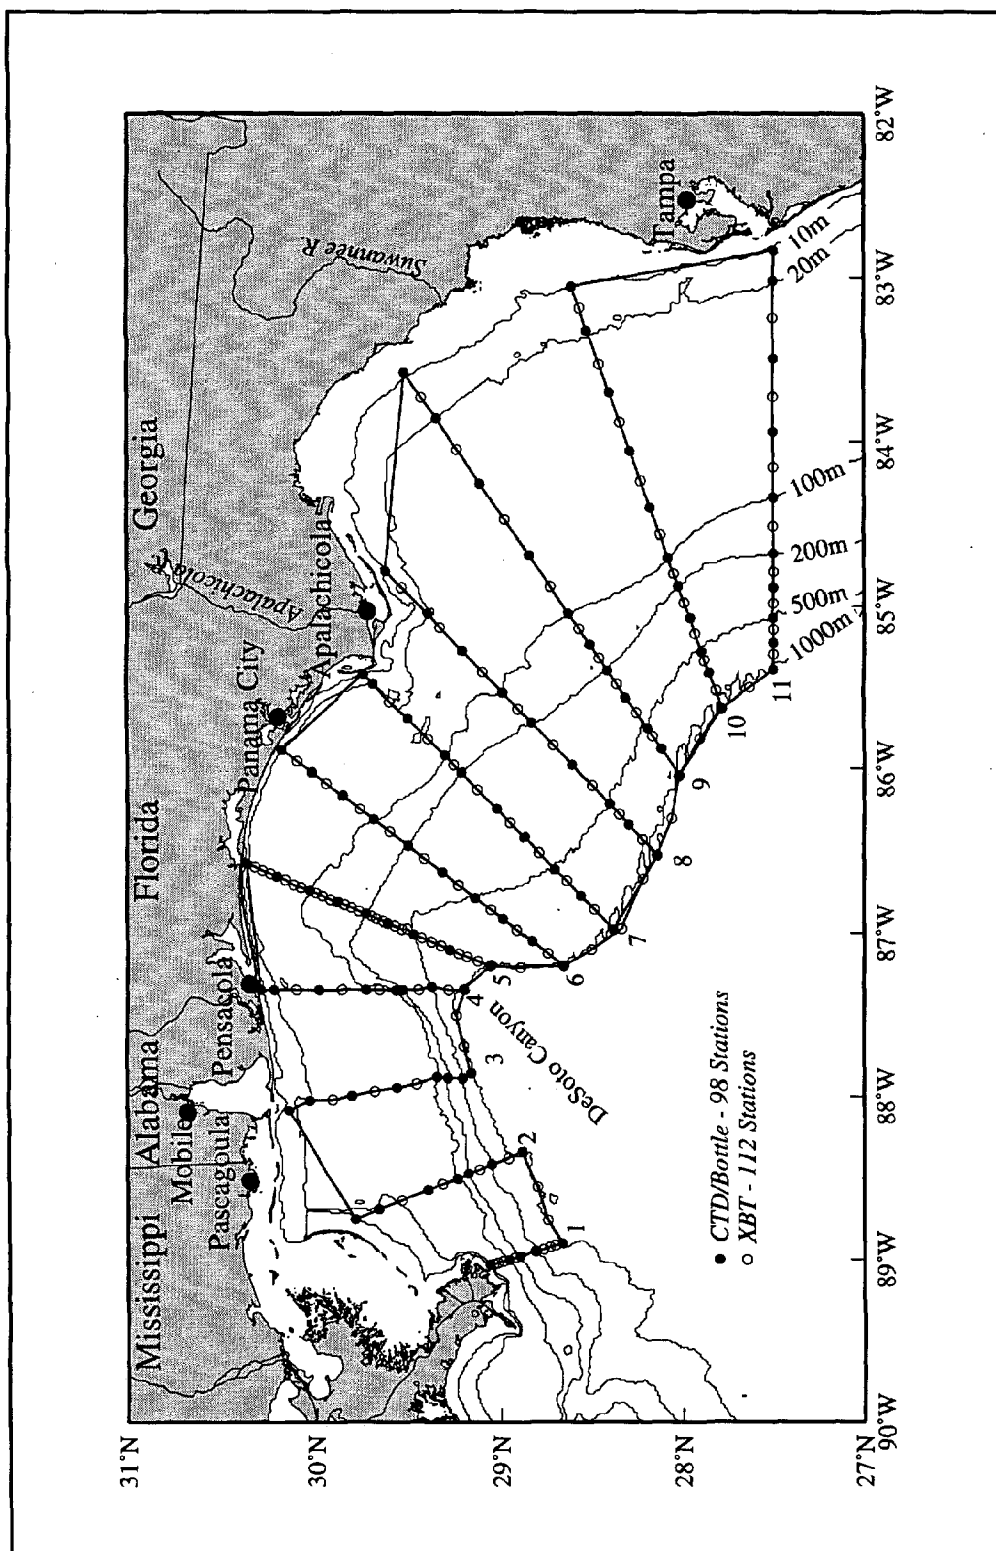 Mississippi
Alabama
Florida
Georgia
Mobile
Pascagoula
Pensacola
Panama City
Apalachicola
Apalachicola R.
Suwannee R
Tampa
31°N
30°N
29°N
28°N
27°N
1
2
3
4
5
6
7
8
9
10
11
DeSoto Canyon
10m
20m
100m
200m
500m
1000m
● CTD/Bottle - 98 Stations
○ XBT - 112 Stations
90°W
89°W
88°W
87°W
86°W
85°W
84°W
83°W
82°W